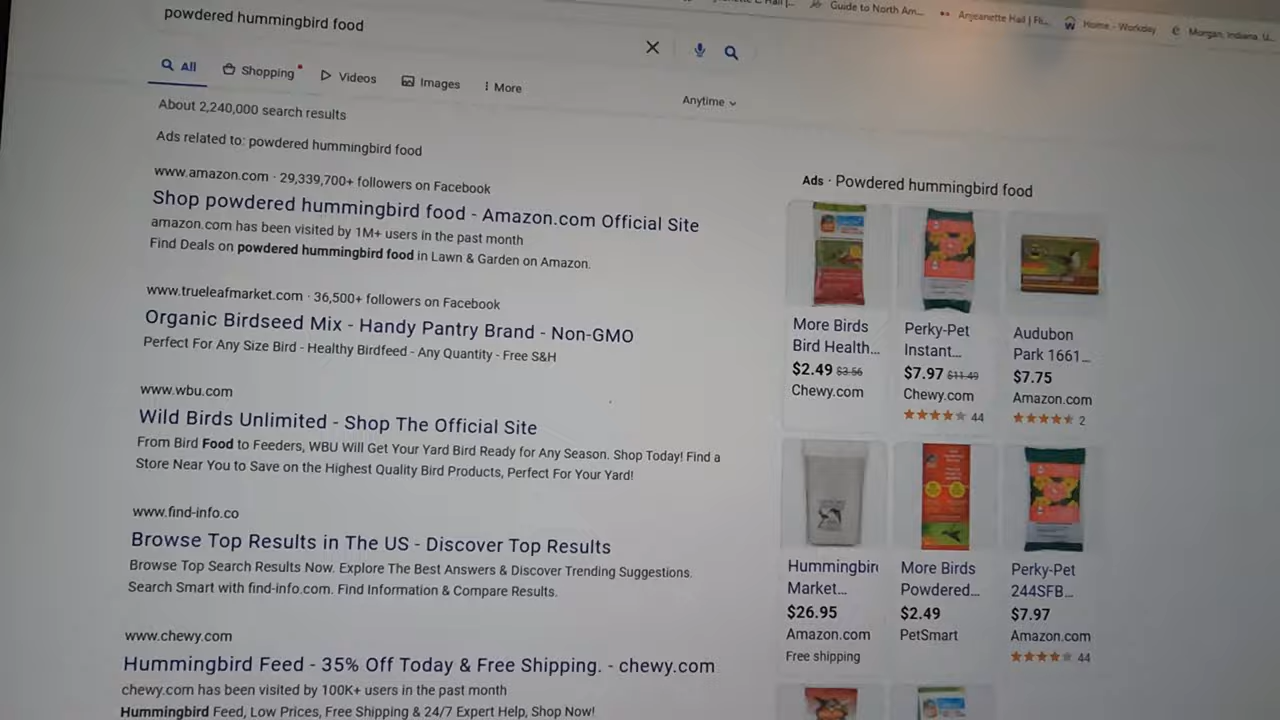 Guide to North Am...
Anjeanette Hall | Fli...
Home - Workday
Morgan, Indiana, U...
powdered hummingbird food
All
Shopping
Videos
Images
More
Anytime
About 2,240,000 search results
Ads related to: powdered hummingbird food
www.amazon.com · 29,339,700+ followers on Facebook
Shop powdered hummingbird food - Amazon.com Official Site
amazon.com has been visited by 1M+ users in the past month
Find Deals on powdered hummingbird food in Lawn & Garden on Amazon.
www.trueleafmarket.com · 36,500+ followers on Facebook
Organic Birdseed Mix - Handy Pantry Brand - Non-GMO
Perfect For Any Size Bird - Healthy Birdfeed - Any Quantity - Free S&H
www.wbu.com
Wild Birds Unlimited - Shop The Official Site
From Bird Food to Feeders, WBU Will Get Your Yard Bird Ready for Any Season. Shop Today! Find a
Store Near You to Save on the Highest Quality Bird Products, Perfect For Your Yard!
www.find-info.co
Browse Top Results in The US - Discover Top Results
Browse Top Search Results Now. Explore The Best Answers & Discover Trending Suggestions.
Search Smart with find-info.com. Find Information & Compare Results.
www.chewy.com
Hummingbird Feed - 35% Off Today & Free Shipping. - chewy.com
chewy.com has been visited by 100K+ users in the past month
Hummingbird Feed, Low Prices, Free Shipping & 24/7 Expert Help, Shop Now!
Ads · Powdered hummingbird food
More Birds
Bird Health...
$2.49 $3.56
Chewy.com
Perky-Pet
Instant...
$7.97 $11.49
Chewy.com
44
Audubon
Park 1661...
$7.75
Amazon.com
2
Hummingbir
Market...
$26.95
Amazon.com
Free shipping
More Birds
Powdered...
$2.49
PetSmart
Perky-Pet
244SFB...
$7.97
Amazon.com
44